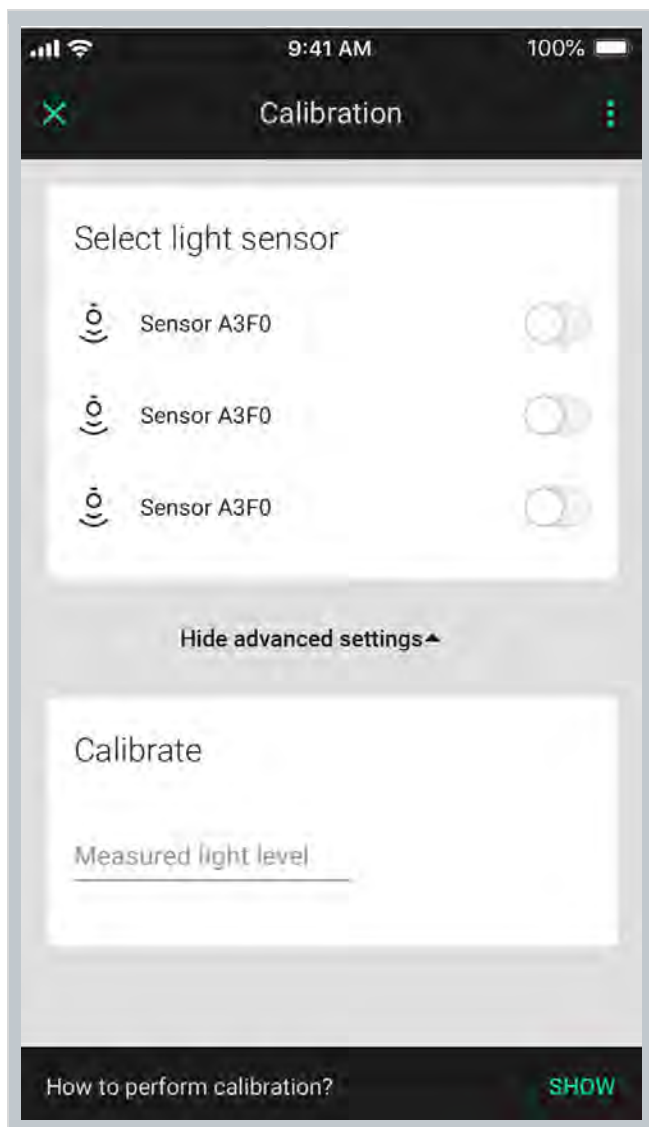 9:41 AM 100%
Calibration
Select light sensor
Sensor A3F0
Sensor A3F0
Sensor A3F0
Hide advanced settings
Calibrate
Measured light level
How to perform calibration? SHOW